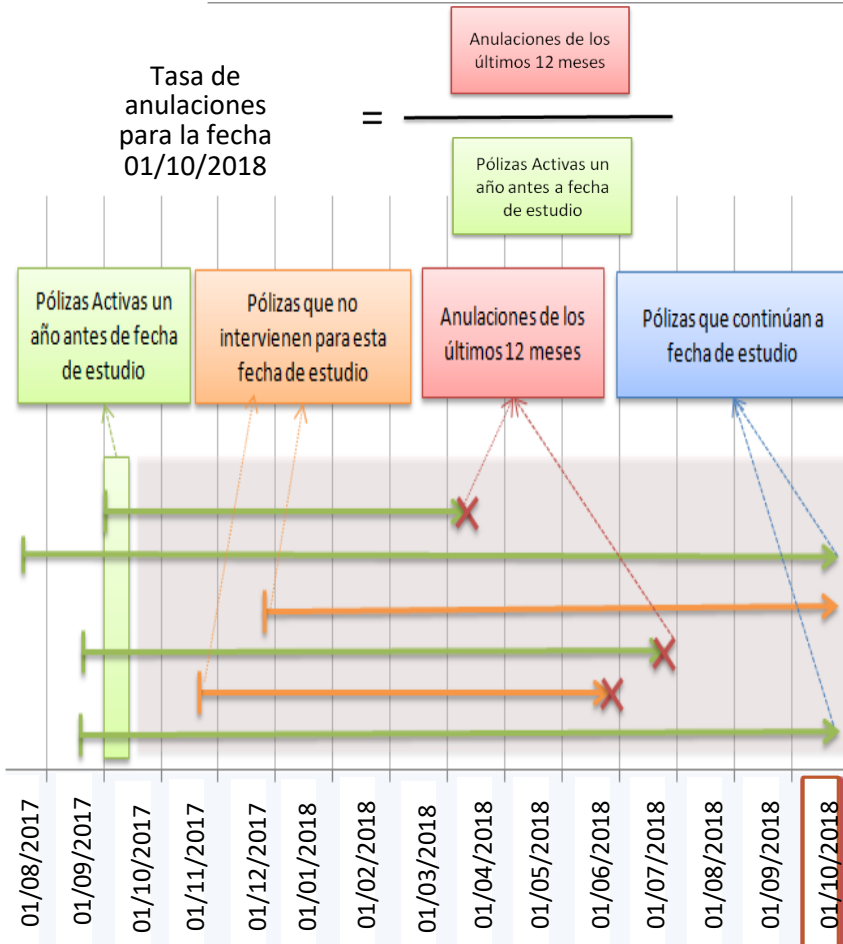 Tasa de
anulaciones
para la fecha
01/10/2018
=
Anulaciones de los
últimos 12 meses
Pólizas Activas un
año antes a fecha
de estudio
Pólizas Activas un
año antes de fecha
de estudio
Pólizas que no
intervienen para esta
fecha de estudio
Anulaciones de los
últimos 12 meses
Pólizas que continúan a
fecha de estudio
01/08/2017
01/09/2017
01/10/2017
01/11/2017
01/12/2017
01/01/2018
01/02/2018
01/03/2018
01/04/2018
01/05/2018
01/06/2018
01/07/2018
01/08/2018
01/09/2018
01/10/2018